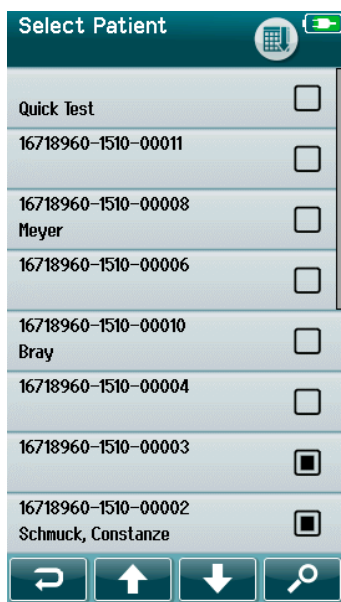 Select Patient
Quick Test
16718960-1510-00011
16718960-1510-00008
Meyer
16718960-1510-00006
16718960-1510-00010
Bray
16718960-1510-00004
16718960-1510-00003
16718960-1510-00002
Schmuck, Constanze